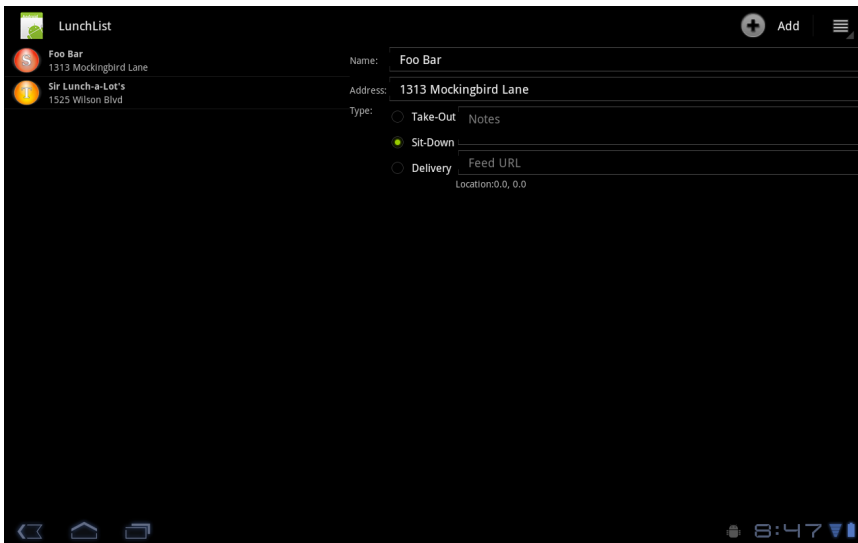 LunchList
Add
Foo Bar
1313 Mockingbird Lane
Sir Lunch-a-Lot's
1525 Wilson Blvd
Name: Foo Bar
Address: 1313 Mockingbird Lane
Type:
Take-Out
Sit-Down
Delivery
Notes
Feed URL
Location:0.0, 0.0
8:47